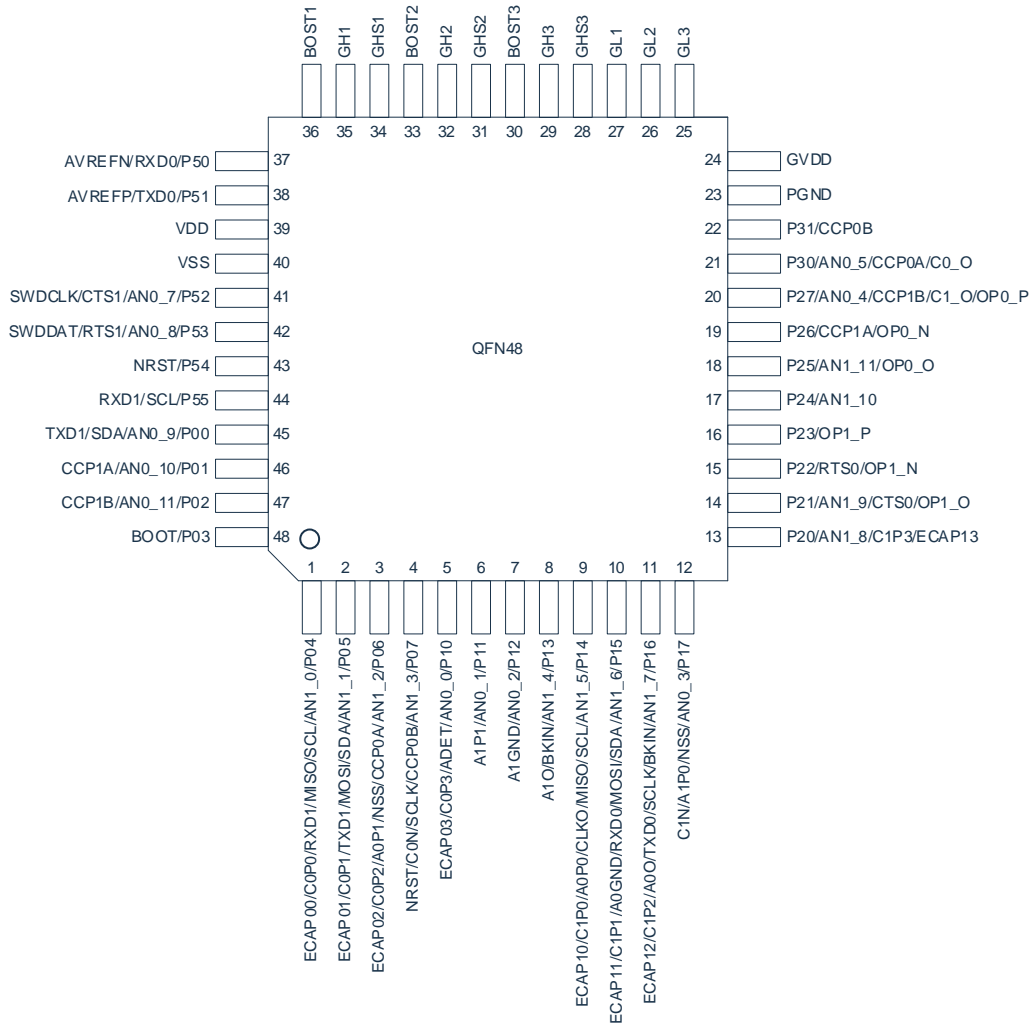 BOST1
GH1
GHS1
BOST2
GH2
GHS2
BOST3
GH3
GHS3
GL1
GL2
GL3
36
35
34
33
32
31
30
29
28
27
26
25
AVREFN/RXD0/P50
37
AVREFP/TXD0/P51
38
VDD
39
VSS
40
SWDCLK/CTS1/AN0_7/P52
41
SWDDAT/RTS1/AN0_8/P53
42
NRST/P54
43
RXD1/SCL/P55
44
TXD1/SDA/AN0_9/P00
45
CCP1A/AN0_10/P01
46
CCP1B/AN0_11/P02
47
BOOT/P03
48
QFN48
24
GVDD
23
PGND
22
P31/CCP0B
21
P30/AN0_5/CCP0A/C0_O
20
P27/AN0_4/CCP1B/C1_O/OP0_P
19
P26/CCP1A/OP0_N
18
P25/AN1_11/OP0_O
17
P24/AN1_10
16
P23/OP1_P
15
P22/RTS0/OP1_N
14
P21/AN1_9/CTS0/OP1_O
13
P20/AN1_8/C1P3/ECAP13
1
2
3
4
5
6
7
8
9
10
11
12
ECAP00/C0P0/RXD1/MISO/SCL/AN1_0/P04
ECAP01/C0P1/TXD1/MOSI/SDA/AN1_1/P05
ECAP02/C0P2/A0P1/NSS/CCP0A/AN1_2/P06
NRST/C0N/SCLK/CCP0B/AN1_3/P07
ECAP03/C0P3/ADET/AN0_0/P10
A1P1/AN0_1/P11
A1GND/AN0_2/P12
A1O/BKIN/AN1_4/P13
ECAP10/C1P0/A0P0/CLKO/MISO/SCL/AN1_5/P14
ECAP11/C1P1/A0GND/RXD0/MOSI/SDA/AN1_6/P15
ECAP12/C1P2/A0O/TXD0/SCLK/BKIN/AN1_7/P16
C1N/A1P0/NSS/AN0_3/P17